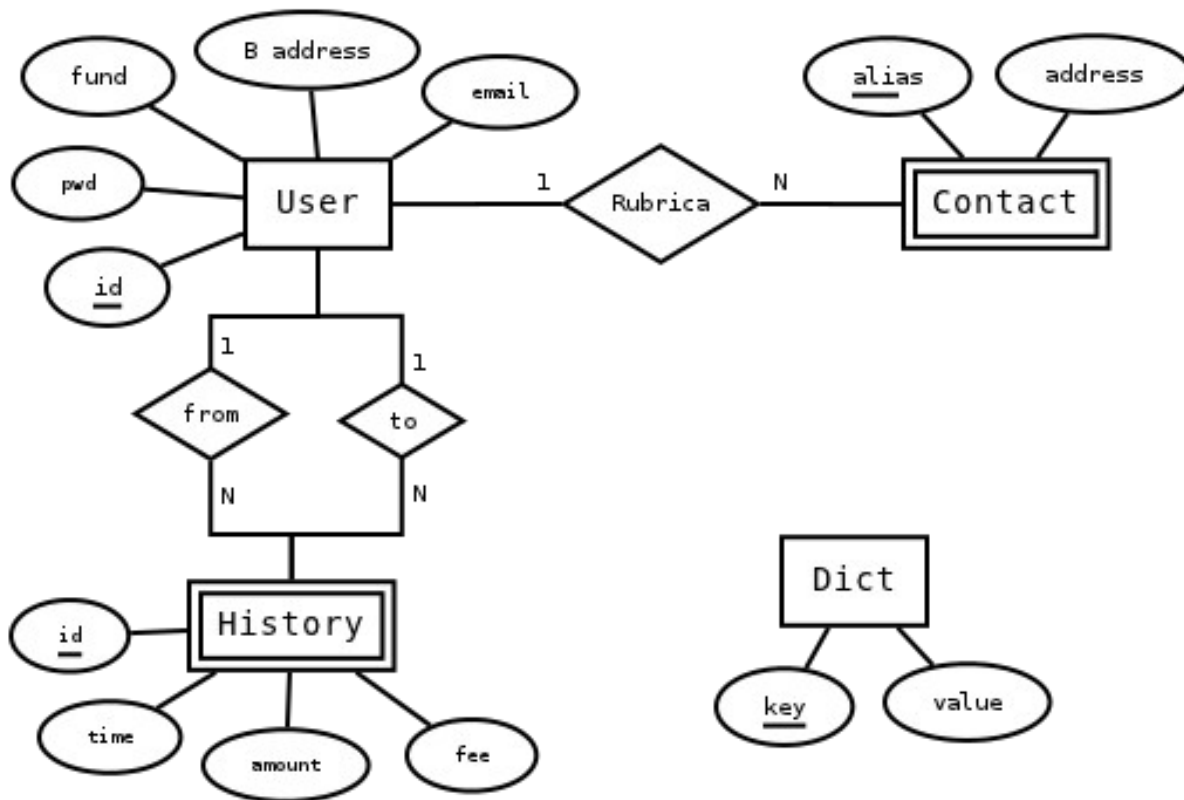 B address
fund
email
alias
address
pwd
User
1
Rubrica
N
Contact
id
1
1
from
to
N
N
Dict
History
id
key
value
time
amount
fee